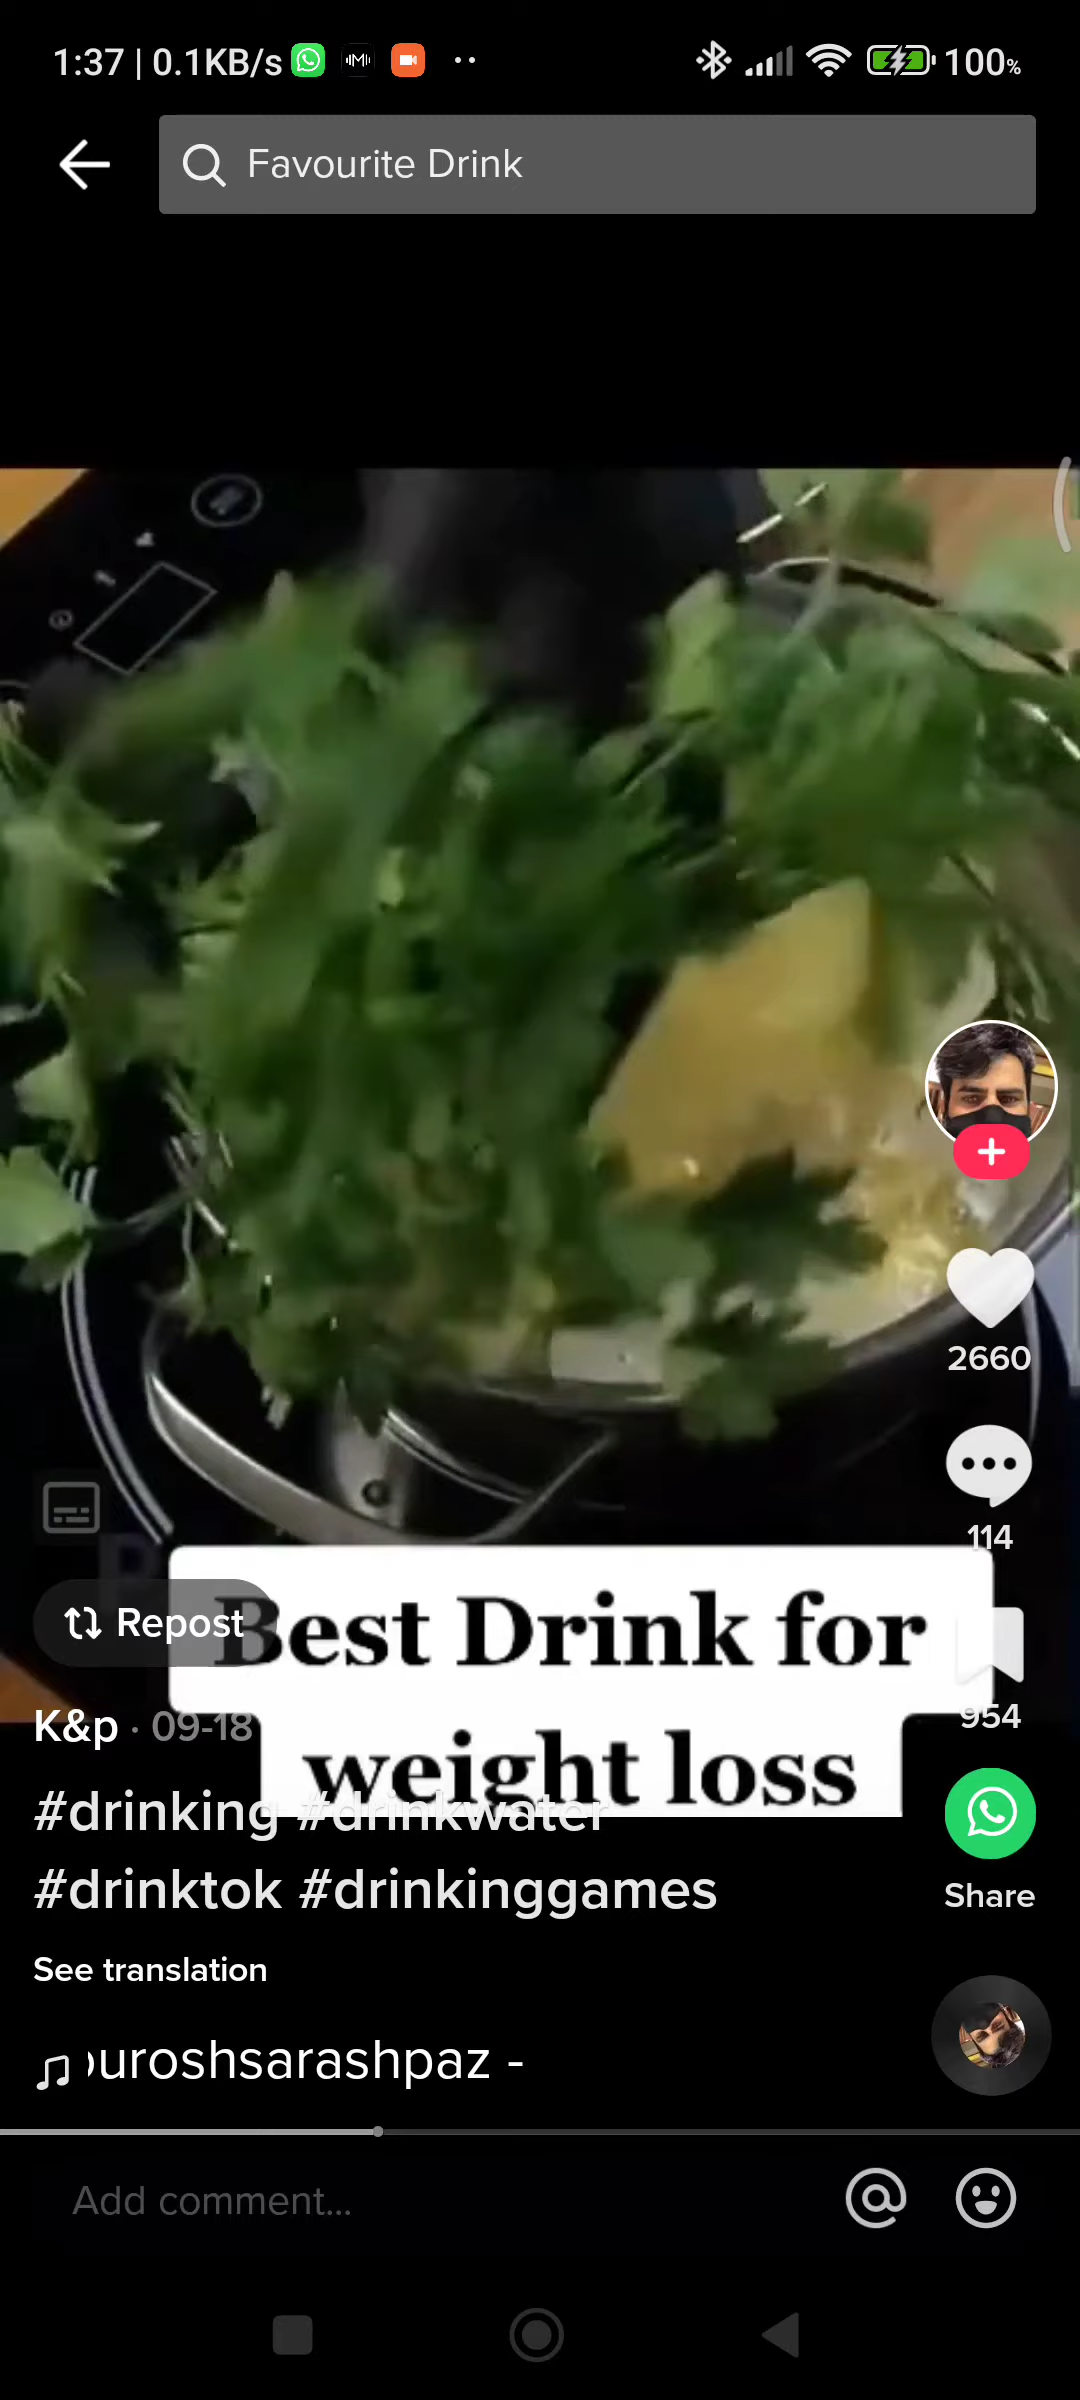 1:37 | 0.1KB/s
100%
Favourite Drink
2660
114
Best Drink for
weight loss
Repost
954
K&p · 09-18
#drinking #drinkwater
#drinktok #drinkinggames
Share
See translation
uroshsarashpaz -
Add comment...